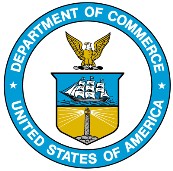 DEPARTMENT OF COMMERCE
UNITED STATES OF AMERICA